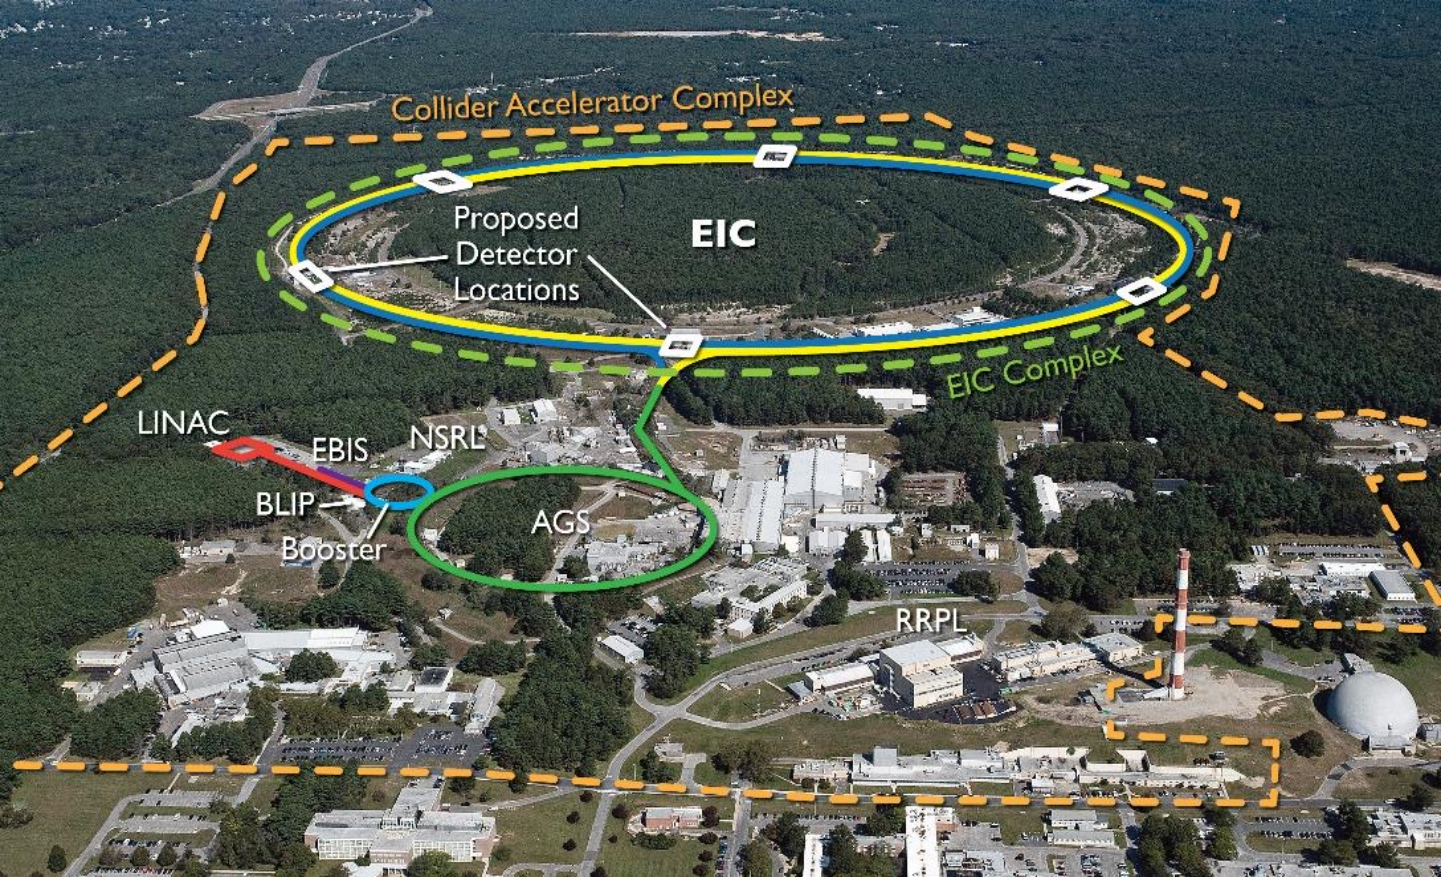 Collider Accelerator Complex
Proposed
Detector
Locations
EIC
EIC Complex
LINAC
EBIS
NSRL
BLIP
Booster
AGS
RRPL